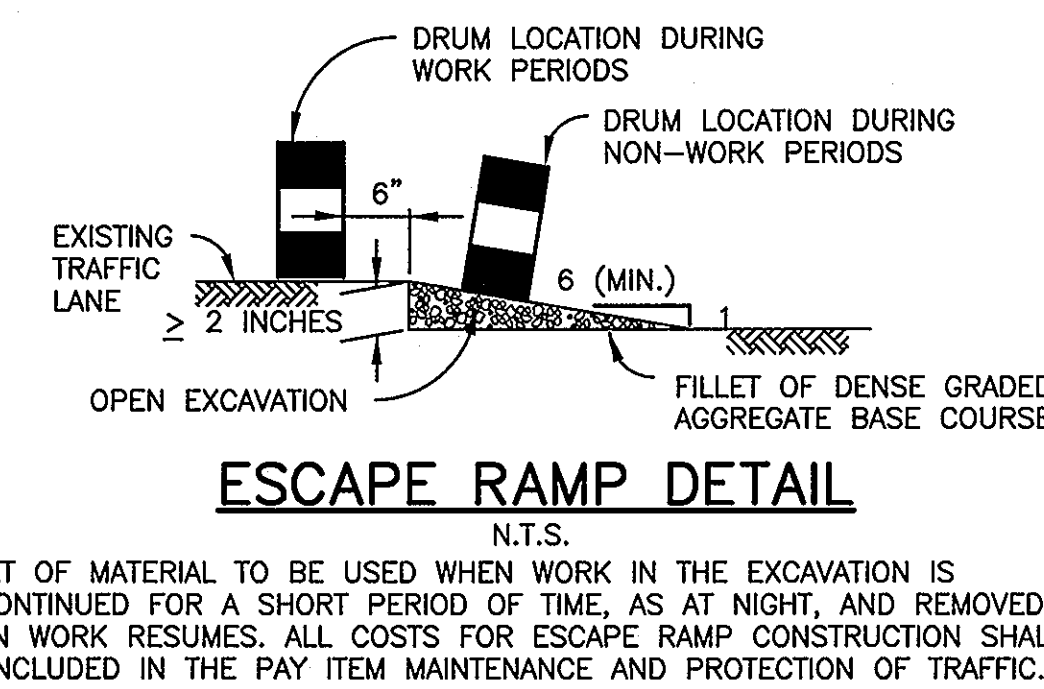 DRUM LOCATION DURING
WORK PERIODS
DRUM LOCATION DURING
NON-WORK PERIODS
6"
EXISTING
TRAFFIC
LANE
6 (MIN.)
1
≥ 2 INCHES
OPEN EXCAVATION
FILLET OF DENSE GRADED
AGGREGATE BASE COURSE
ESCAPE RAMP DETAIL
N.T.S.
OF MATERIAL TO BE USED WHEN WORK IN THE EXCAVATION IS
ONTINUED FOR A SHORT PERIOD OF TIME, AS AT NIGHT, AND REMOVED
N WORK RESUMES. ALL COSTS FOR ESCAPE RAMP CONSTRUCTION SHAL
NCLUDED IN THE PAY ITEM MAINTENANCE AND PROTECTION OF TRAFFIC.